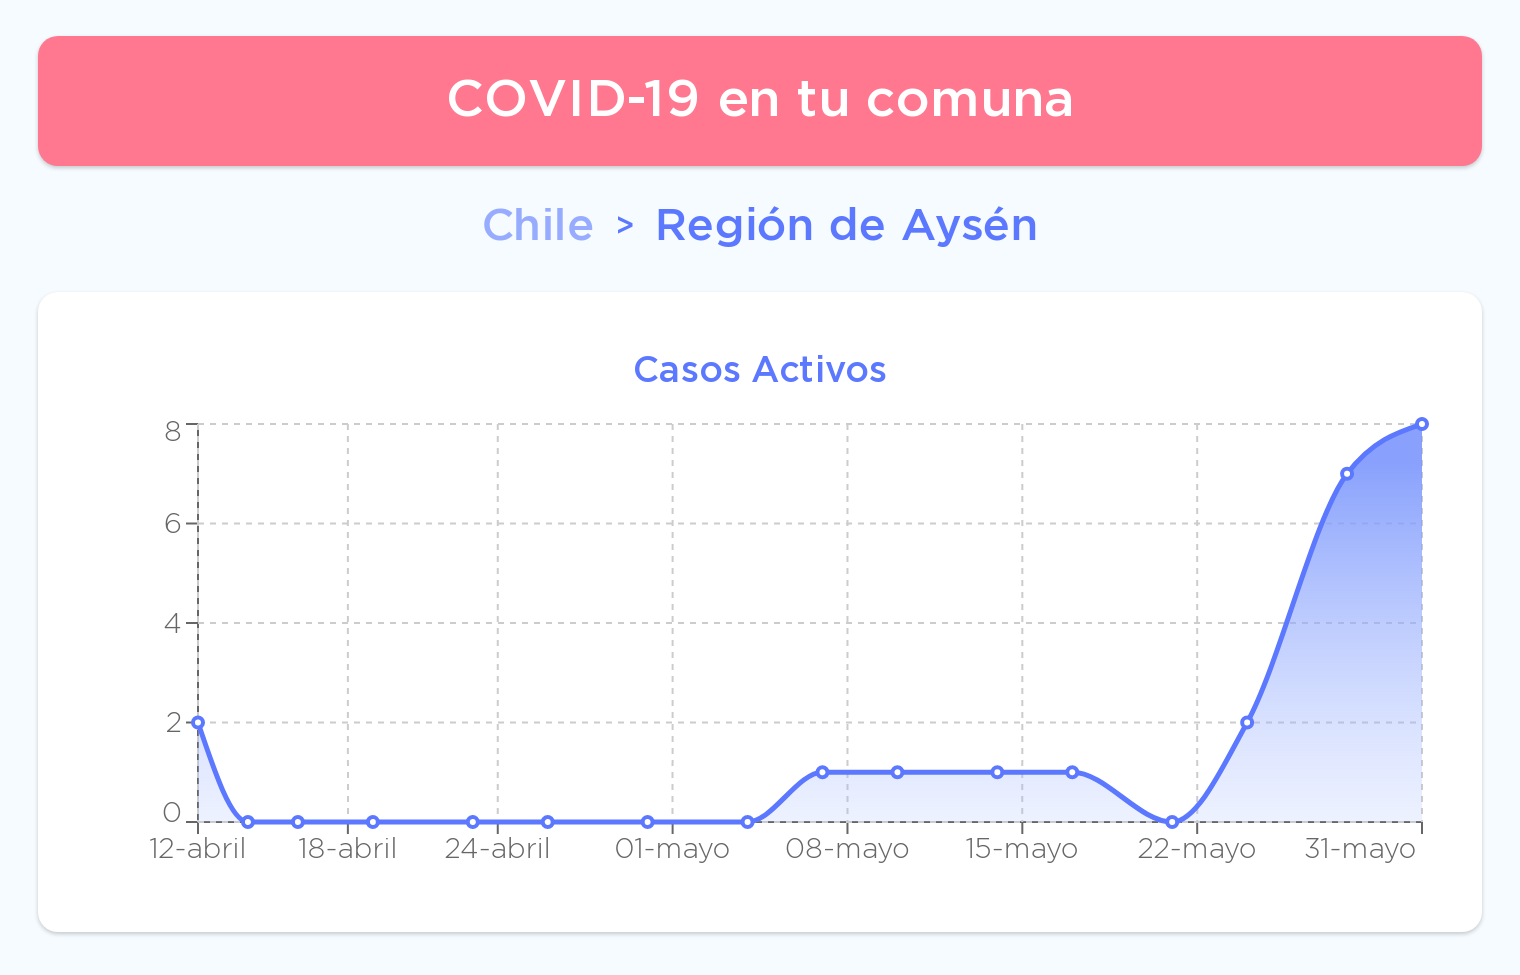 COVID-19 en tu comuna
Chile > Región de Aysén
Casos Activos
8
6
4
2
0
12-abril 18-abril 24-abril 01-mayo 08-mayo 15-mayo 22-mayo 31-mayo